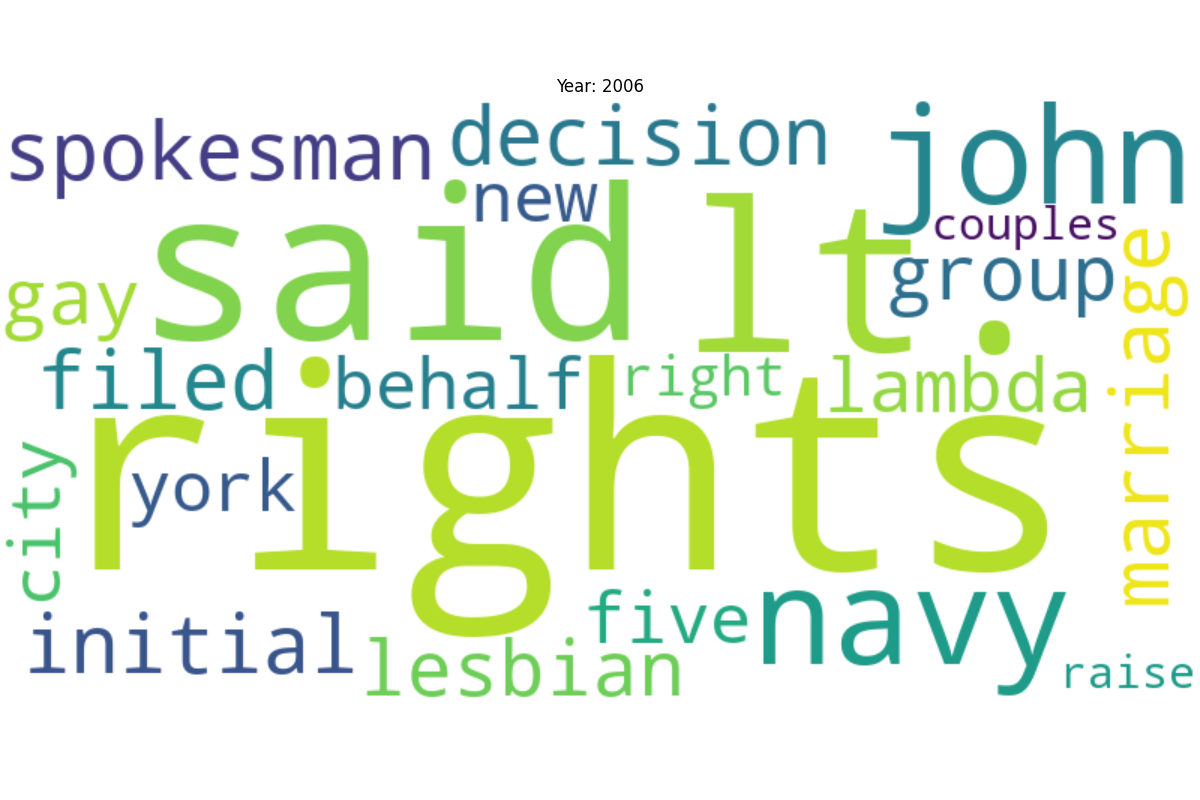 Year: 2006
spokesman decision john
new
couples
said lt.
gay group
marriage
filed behalf right lambda
rights
york
city
initial five navy
lesbian raise